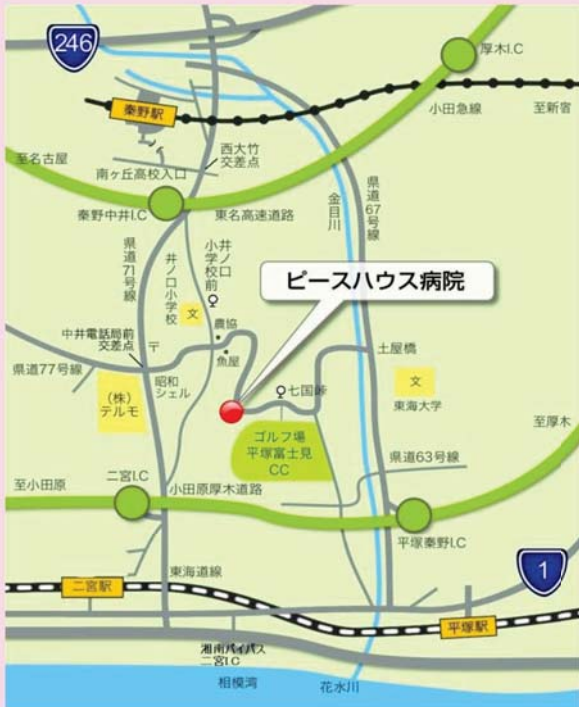 246
厚木I.C
秦野駅
小田急線
至新宿
西大竹
交差点
至名古屋
南ヶ丘高校入口
秦野中井I.C
東名高速道路
金目川
県道67号線
県道71号線
井ノ口小学校
井ノ口
小学校前
文
ピースハウス病院
農協
魚屋
中井電話局前
交差点
〒
土屋橋
県道77号線
昭和
シェル
七国峠
文
東海大学
(株)
テルモ
至厚木
ゴルフ場
平塚富士見
CC
県道63号線
至小田原
二宮I.C
小田原厚木道路
平塚秦野I.C
1
東海道線
二宮駅
平塚駅
湘南バイパス
二宮I.C
相模湾
花水川